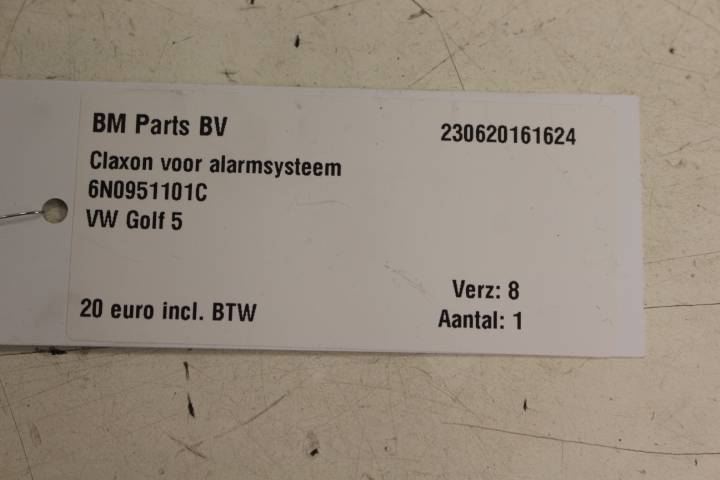 BM Parts BV
230620161624
Claxon voor alarmsysteem
6N0951101C
VW Golf 5
Verz: 8
20 euro incl. BTW
Aantal: 1